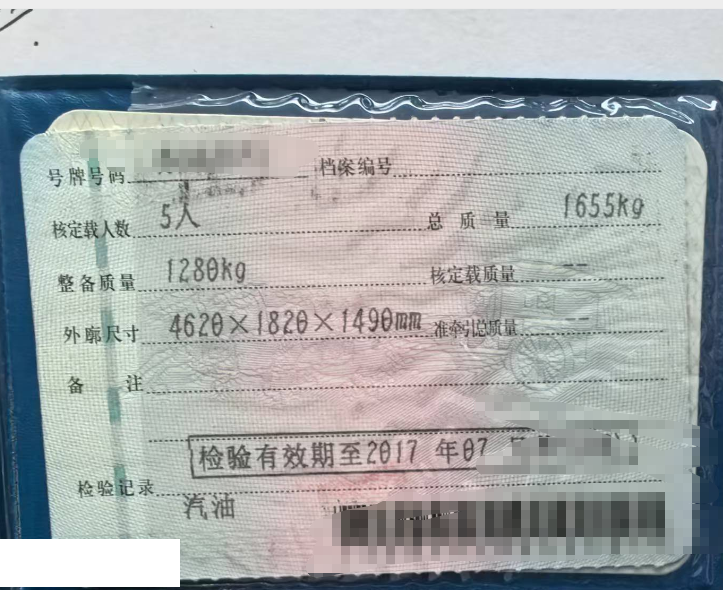 号牌号码 档案编号
核定载人数 5人 总质量 1655kg
整备质量 1280kg 核定载质量 --
外廓尺寸 4620×1820×1490mm 准牵引总质量 --
备注
检验有效期至2017年07
检验记录
汽油